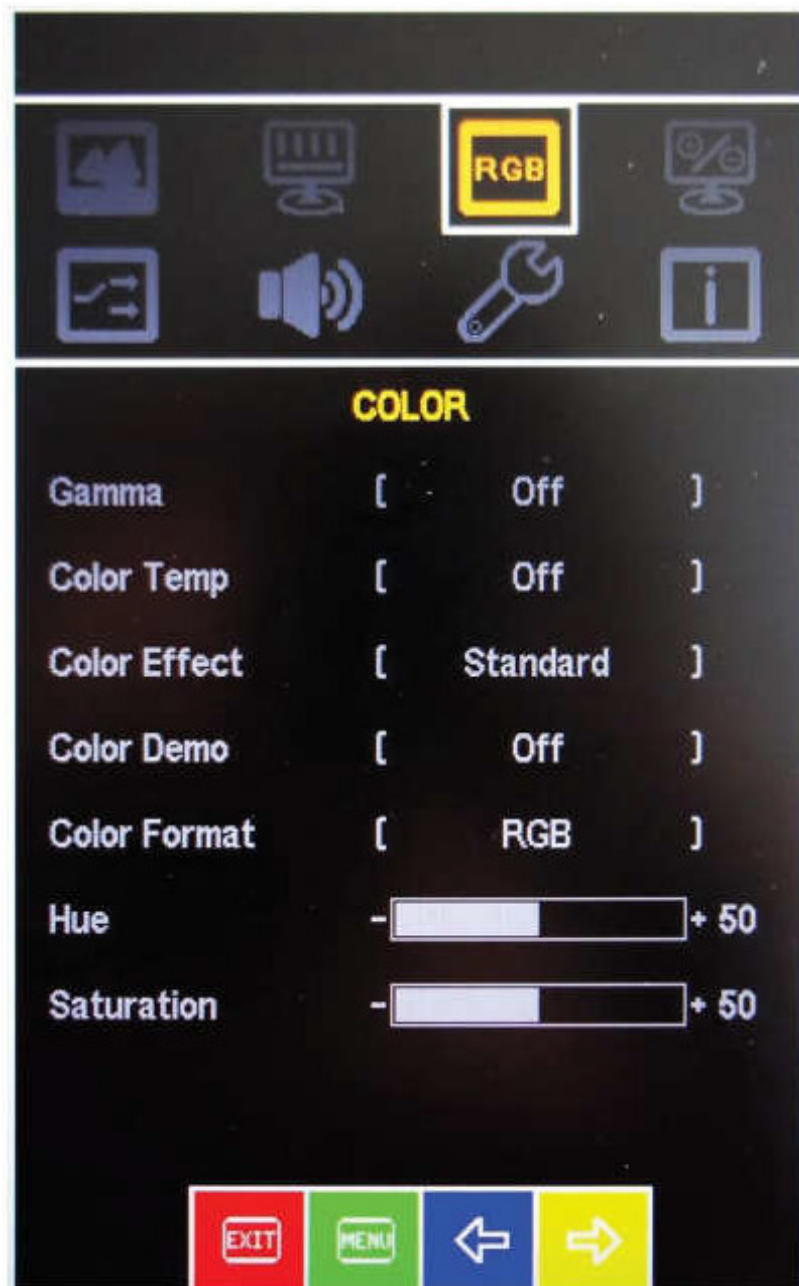 RGB
i
COLOR
Gamma [ Off ]
Color Temp [ Off ]
Color Effect [ Standard ]
Color Demo [ Off ]
Color Format [ RGB ]
Hue - + 50
Saturation - + 50
EXIT MENU